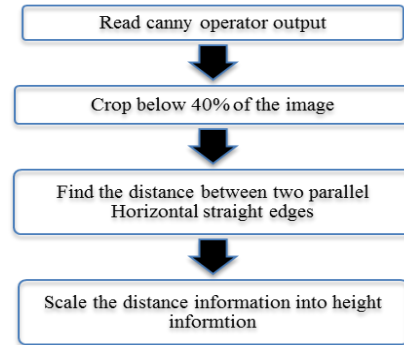 Read canny operator output
Crop below 40% of the image
Find the distance between two parallel
Horizontal straight edges
Scale the distance information into height
informtion